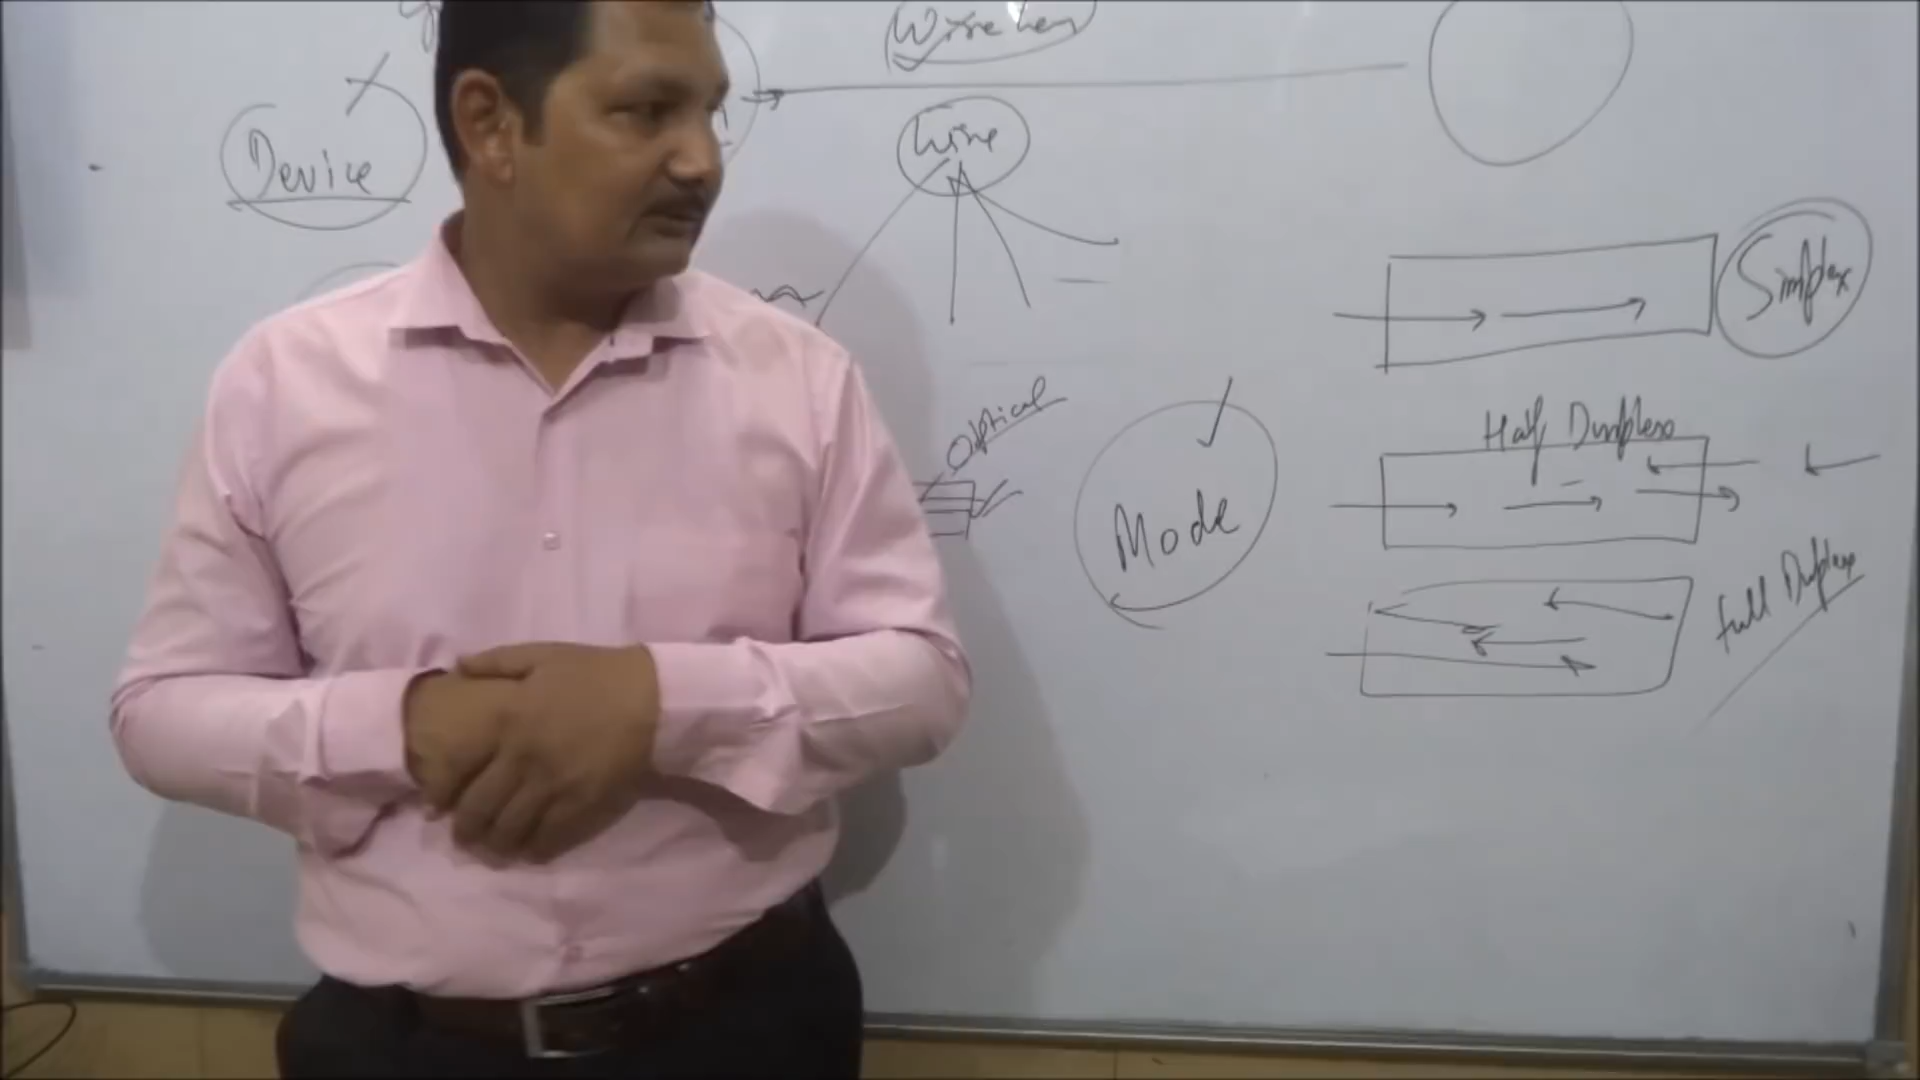 Wireless
Device
Wire
Simplex
Optical
Half Duplex
Mode
full Duplex